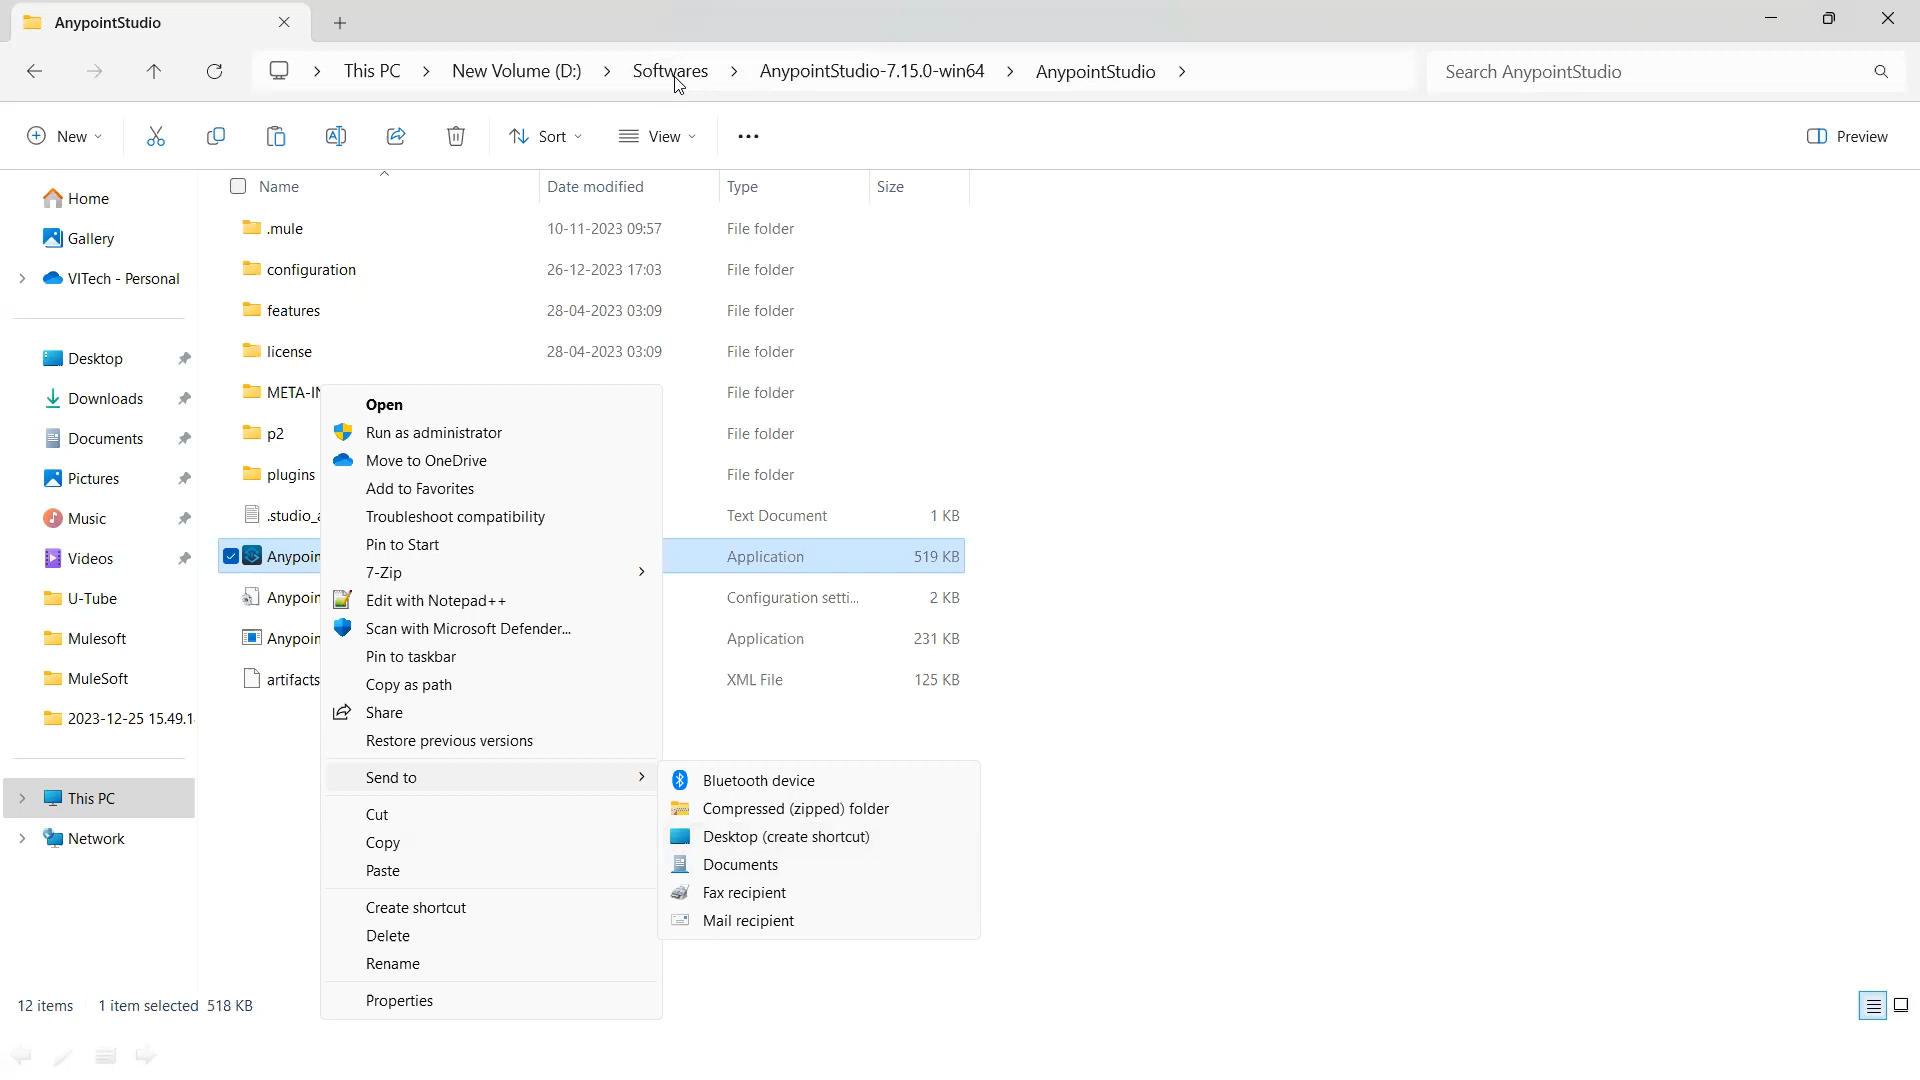 AnypointStudio
This PC
New Volume (D:)
Softwares
AnypointStudio-7.15.0-win64
AnypointStudio
Search AnypointStudio
New
Sort
View
Preview
Home
Gallery
VITech - Personal
Desktop
Downloads
Documents
Pictures
Music
Videos
U-Tube
Mulesoft
MuleSoft
2023-12-25 15.49.1
This PC
Network
Name Date modified Type Size
.mule 10-11-2023 09:57 File folder
configuration 26-12-2023 17:03 File folder
features 28-04-2023 03:09 File folder
license 28-04-2023 03:09 File folder
META-IN File folder
p2 File folder
plugins File folder
.studio_a Text Document 1 KB
Anypoin Application 519 KB
Anypoin Configuration setti... 2 KB
Anypoin Application 231 KB
artifacts XML File 125 KB
Open
Run as administrator
Move to OneDrive
Add to Favorites
Troubleshoot compatibility
Pin to Start
7-Zip
Edit with Notepad++
Scan with Microsoft Defender...
Pin to taskbar
Copy as path
Share
Restore previous versions
Send to
Cut
Copy
Paste
Create shortcut
Delete
Rename
Properties
Bluetooth device
Compressed (zipped) folder
Desktop (create shortcut)
Documents
Fax recipient
Mail recipient
12 items 1 item selected 518 KB